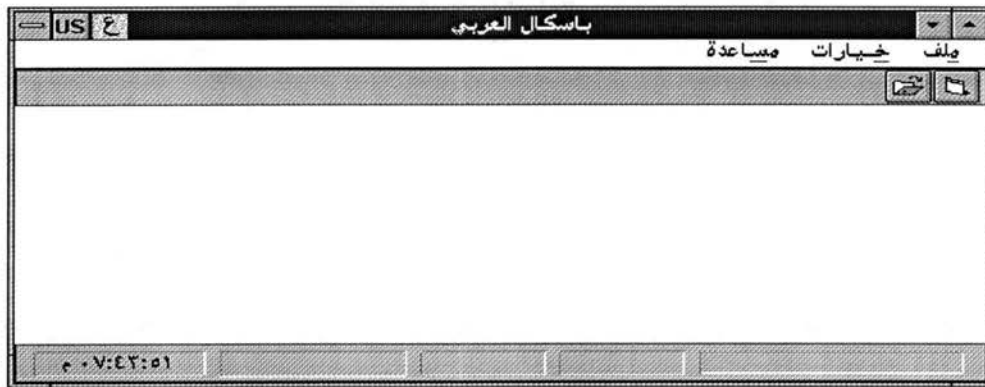 باسكال العربي US ع
ملف خيارات مساعدة
٠٧:٤٣:٥١ م